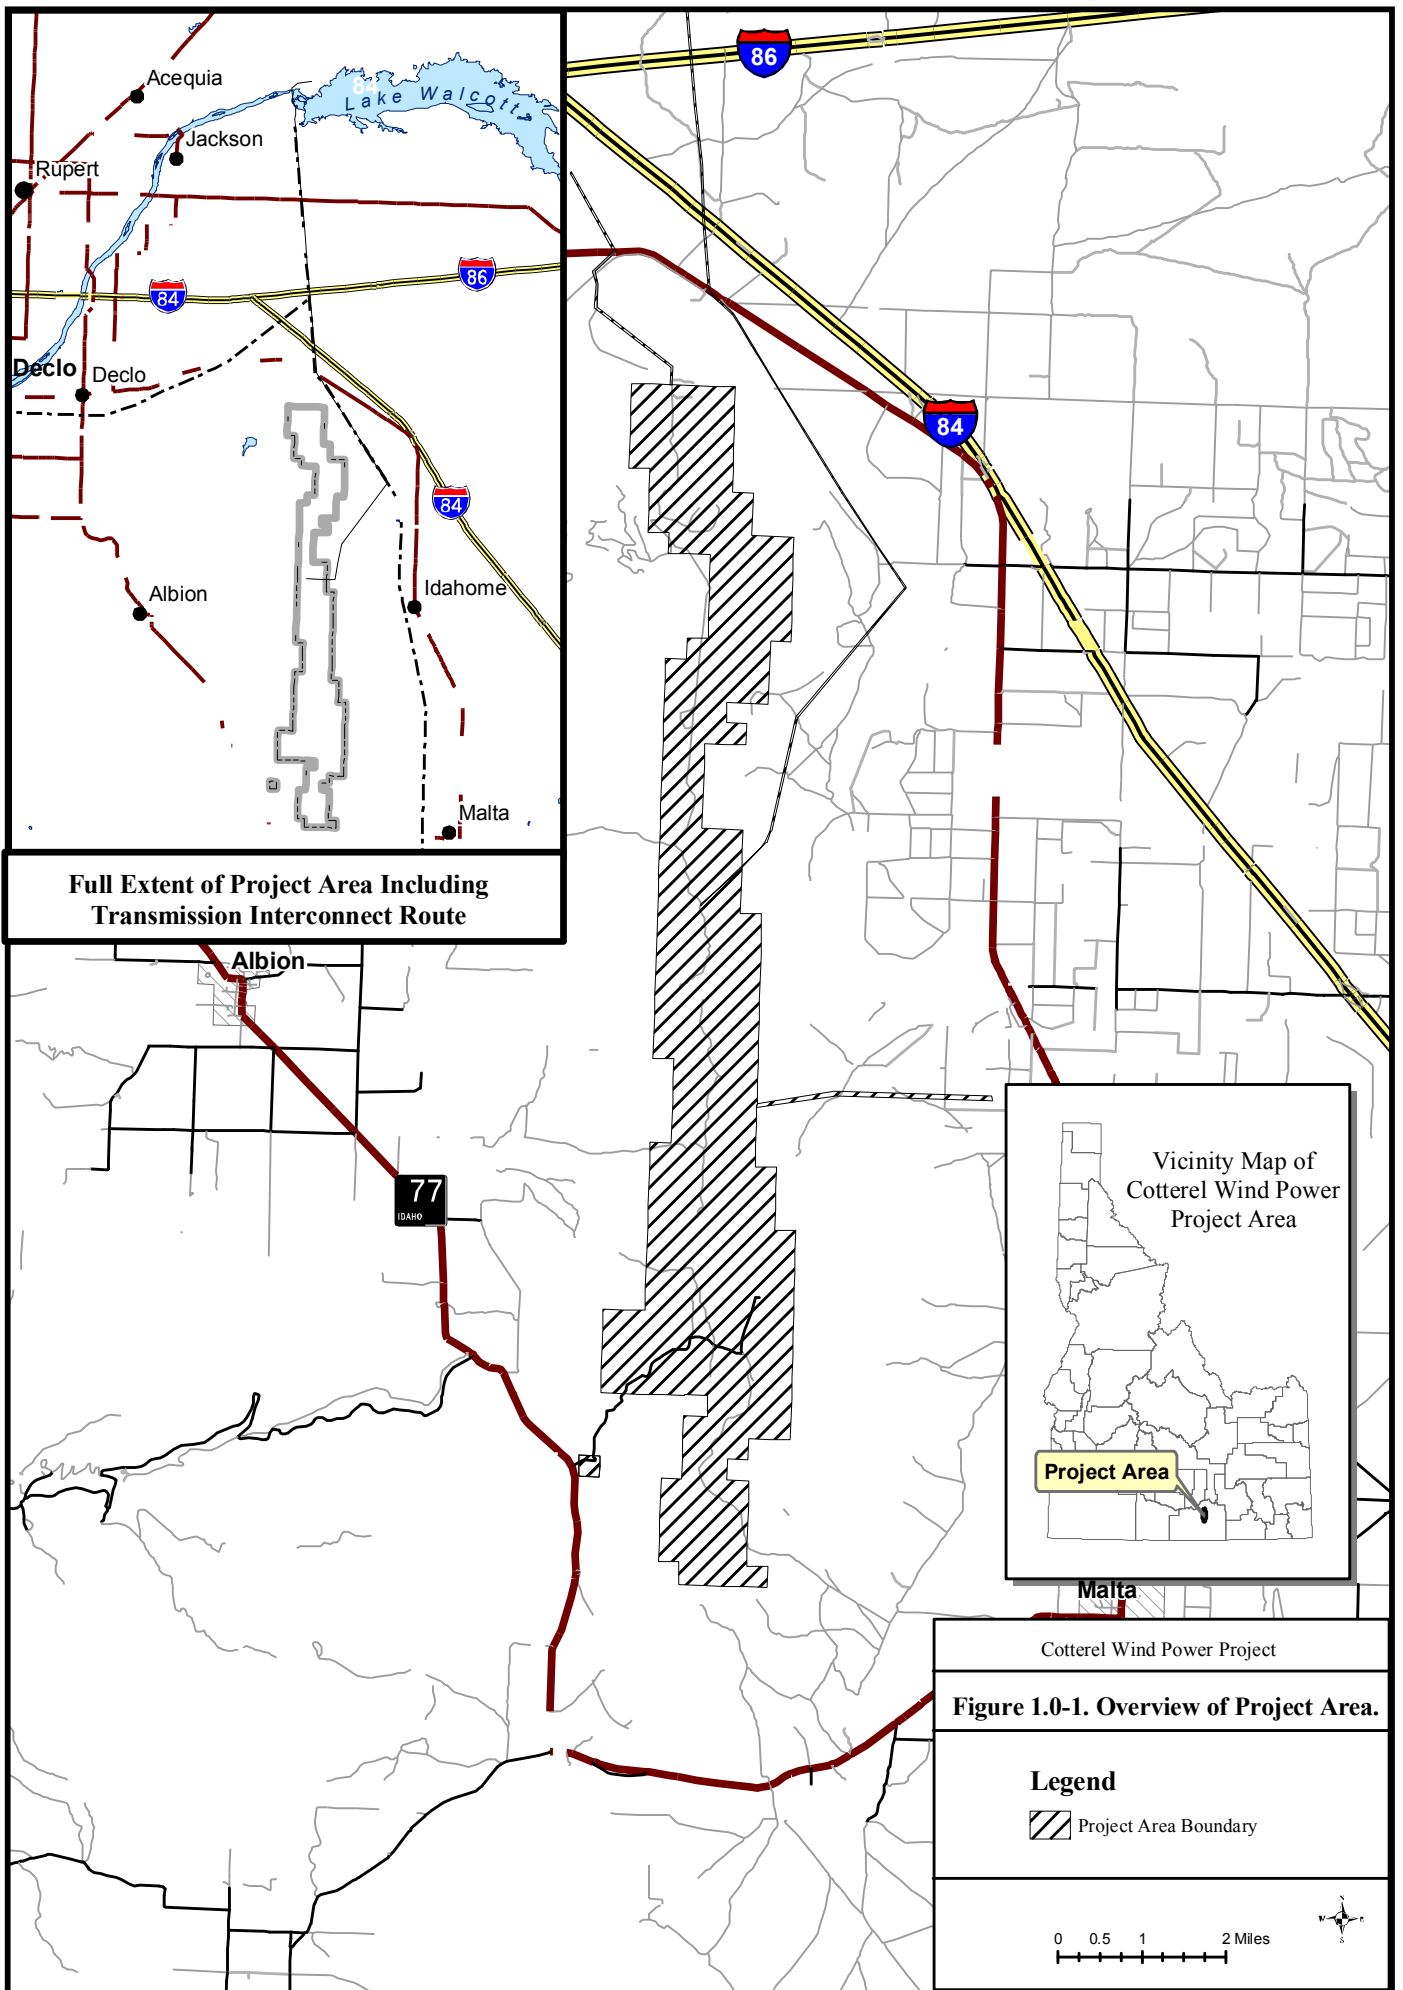 86
Acequia
84
Lake Walcott
Jackson
Rupert
86
84
Declo
Declo
84
84
Albion
Idahome
Malta
Full Extent of Project Area Including
Transmission Interconnect Route
Albion
77
IDAHO
Vicinity Map of
Cotterel Wind Power
Project Area
Project Area
Malta
Cotterel Wind Power Project
Figure 1.0-1. Overview of Project Area.
Legend
Project Area Boundary
N
W E
S
0 0.5 1 2 Miles